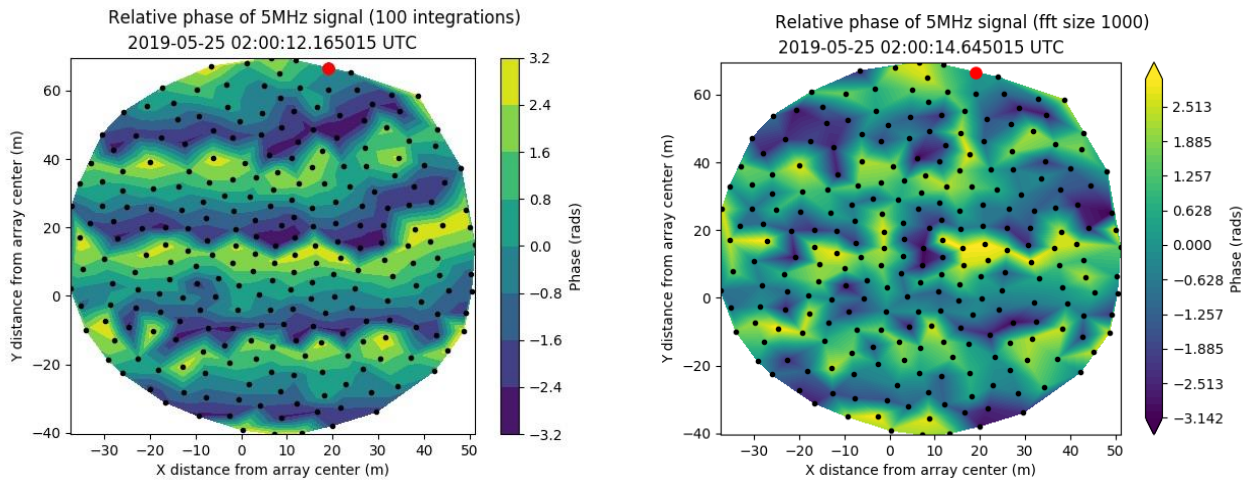 Relative phase of 5MHz signal (100 integrations)
2019-05-25 02:00:12.165015 UTC
60
40
20
0
−20
−40
Y distance from array center (m)
−30 −20 −10 0 10 20 30 40 50
X distance from array center (m)
3.2
2.4
1.6
0.8
0.0
−0.8
−1.6
−2.4
−3.2
Phase (rads)
Relative phase of 5MHz signal (fft size 1000)
2019-05-25 02:00:14.645015 UTC
60
40
20
0
−20
−40
Y distance from array center (m)
−30 −20 −10 0 10 20 30 40 50
X distance from array center (m)
2.513
1.885
1.257
0.628
0.000
−0.628
−1.257
−1.885
−2.513
−3.142
Phase (rads)